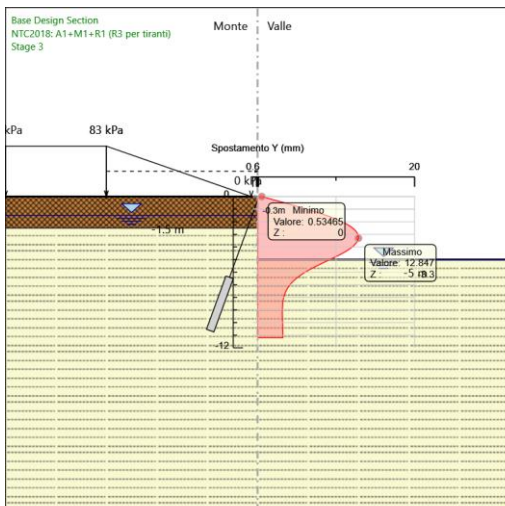 Base Design Section
NTC2018: A1+M1+R1 (R3 per tiranti)
Stage 3
Monte
Valle
kPa
83 kPa
Spostamento Y (mm)
0.6
20
0 kPa
0
-0.3m
Minimo
Valore: 0.53465
Z : 0
-1.5 m
Massimo
Valore: 12.847
Z : -3.3
-5 m
-12